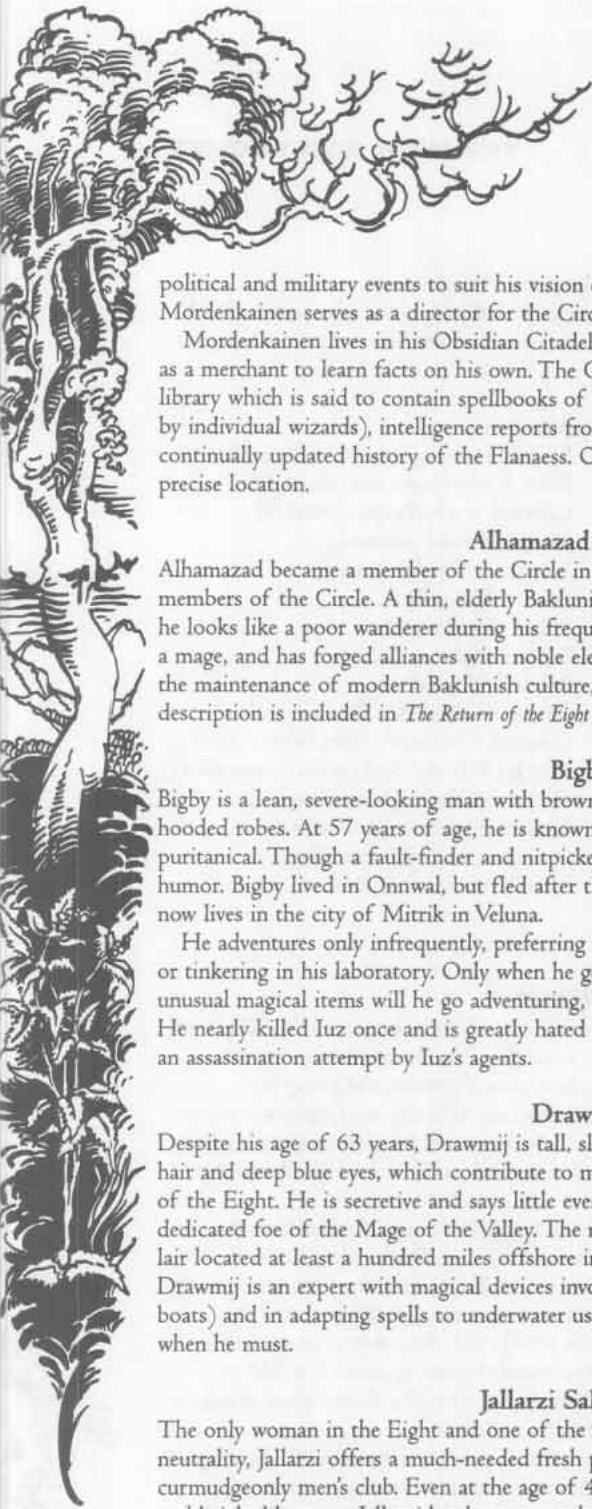 political and military events to suit his vision
Mordenkainen serves as a director for the Circ
Mordenkainen lives in his Obsidian Citadel
as a merchant to learn facts on his own. The C
library which is said to contain spellbooks of
by individual wizards), intelligence reports fro
continually updated history of the Flanaess. C
precise location.
Alhamazad
Alhamazad became a member of the Circle in
members of the Circle. A thin, elderly Bakluni
he looks like a poor wanderer during his frequ
a mage, and has forged alliances with noble ele
the maintenance of modern Baklunish culture,
description is included in The Return of the Eight
Bigb
Bigby is a lean, severe-looking man with brown
hooded robes. At 57 years of age, he is known
puritanical. Though a fault-finder and nitpicke
humor. Bigby lived in Onnwal, but fled after t
now lives in the city of Mitrik in Veluna.
He adventures only infrequently, preferring
or tinkering in his laboratory. Only when he g
unusual magical items will he go adventuring,
He nearly killed Iuz once and is greatly hated
an assassination attempt by Iuz's agents.
Draw
Despite his age of 63 years, Drawmij is tall, sl
hair and deep blue eyes, which contribute to m
of the Eight. He is secretive and says little eve
dedicated foe of the Mage of the Valley. The r
lair located at least a hundred miles offshore i
Drawmij is an expert with magical devices invo
boats) and in adapting spells to underwater us
when he must.
Jallarzi Sal
The only woman in the Eight and one of the
neutrality, Jallarzi offers a much-needed fresh p
curmudgeonly men's club. Even at the age of 4